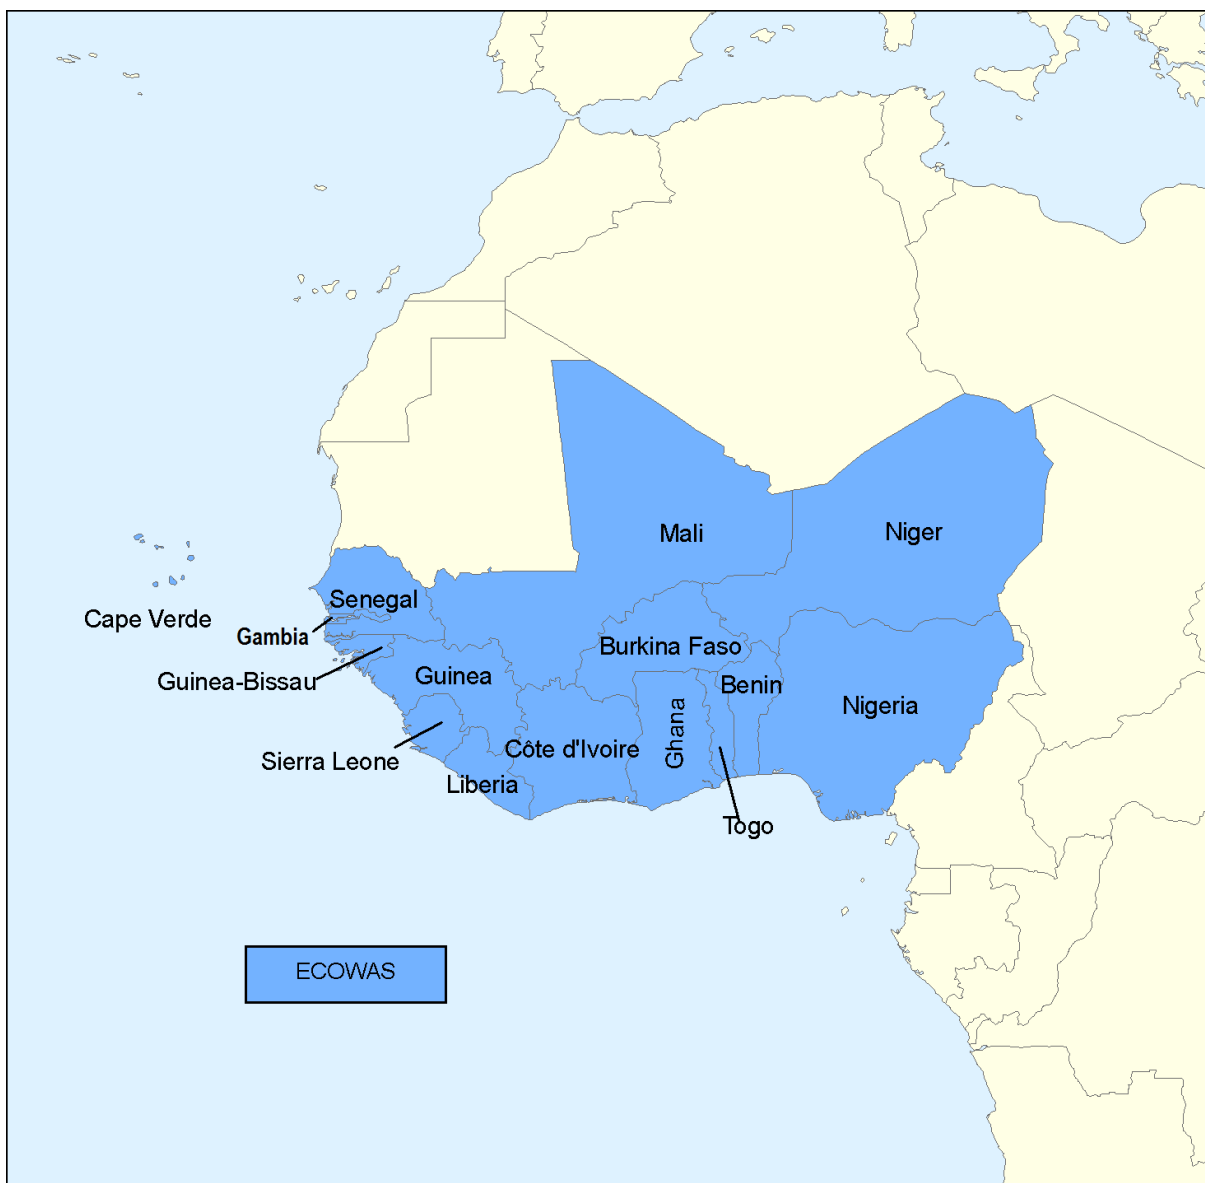 Mali
Niger
Senegal
Cape Verde
Gambia
Burkina Faso
Guinea-Bissau
Guinea
Benin
Nigeria
Ghana
Sierra Leone
Côte d'Ivoire
Liberia
Togo
ECOWAS